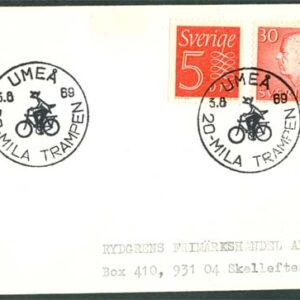 UMEÅ
3.8 69
20-MILA TRAMPEN
Sverige
5
30
UMEÅ
3.8 69
20-MILA TRAMPEN
RYDGRENS FRIMÄRKSHANDEL A
Box 410, 931 04 Skellefte